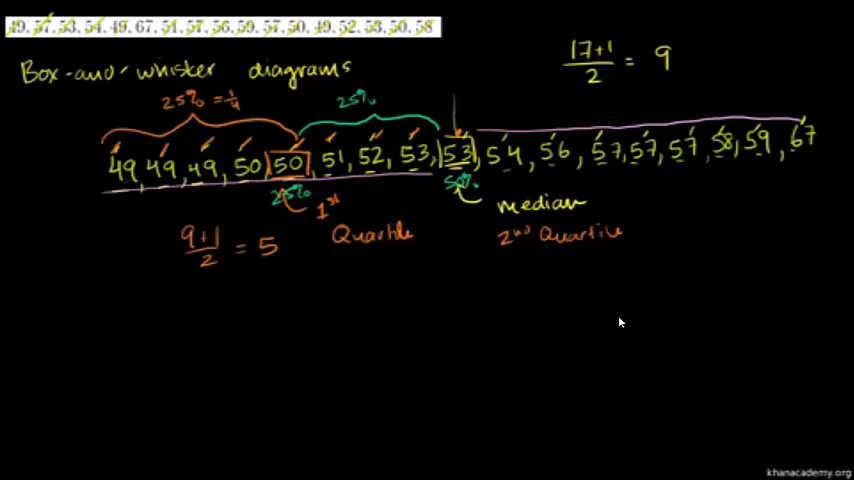 49, 57, 53, 54, 49, 67, 51, 57, 56, 59, 57, 50, 49, 52, 53, 50, 58
Box-and-whisker diagrams
17+1
2
= 9
25% = 1/4
25%
49, 49, 49, 50, 50, 51, 52, 53, 53, 54, 56, 57, 57, 57, 58, 59, 67
25%
50%
1st
Quartile
median
2nd Quartile
9+1
2
= 5
khanacademy.org